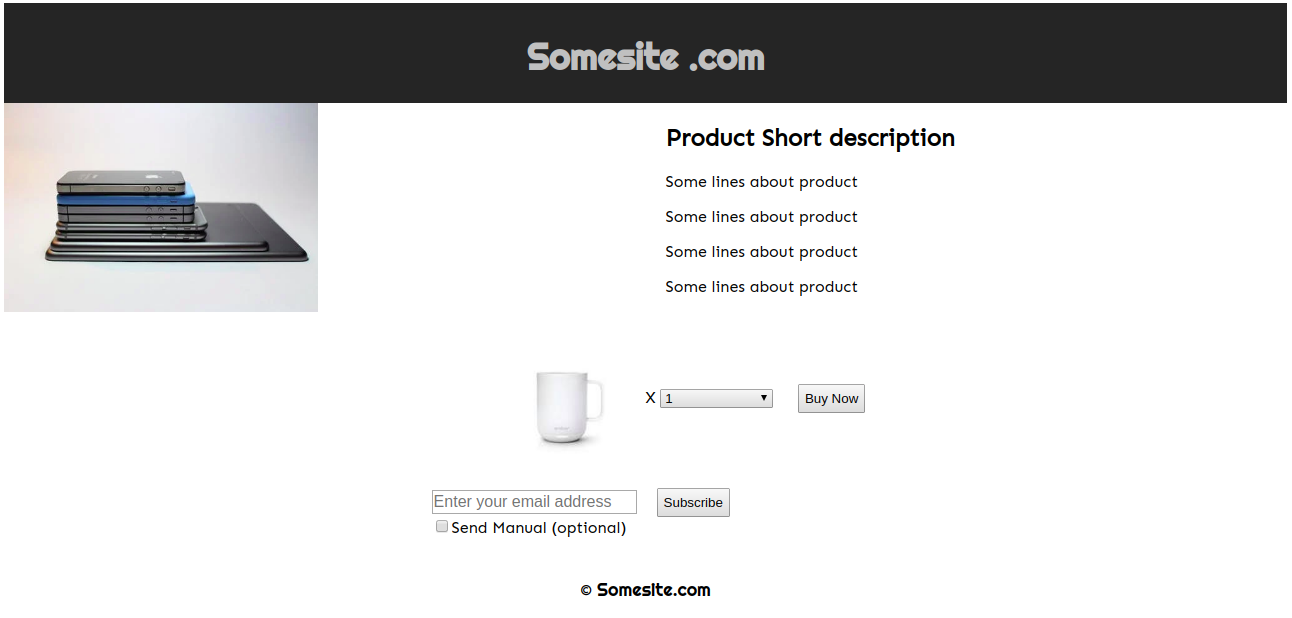 Somesite .com
Product Short description
Some lines about product
Some lines about product
Some lines about product
Some lines about product
X 1 Buy Now
Enter your email address Subscribe
Send Manual (optional)
© Somesite.com